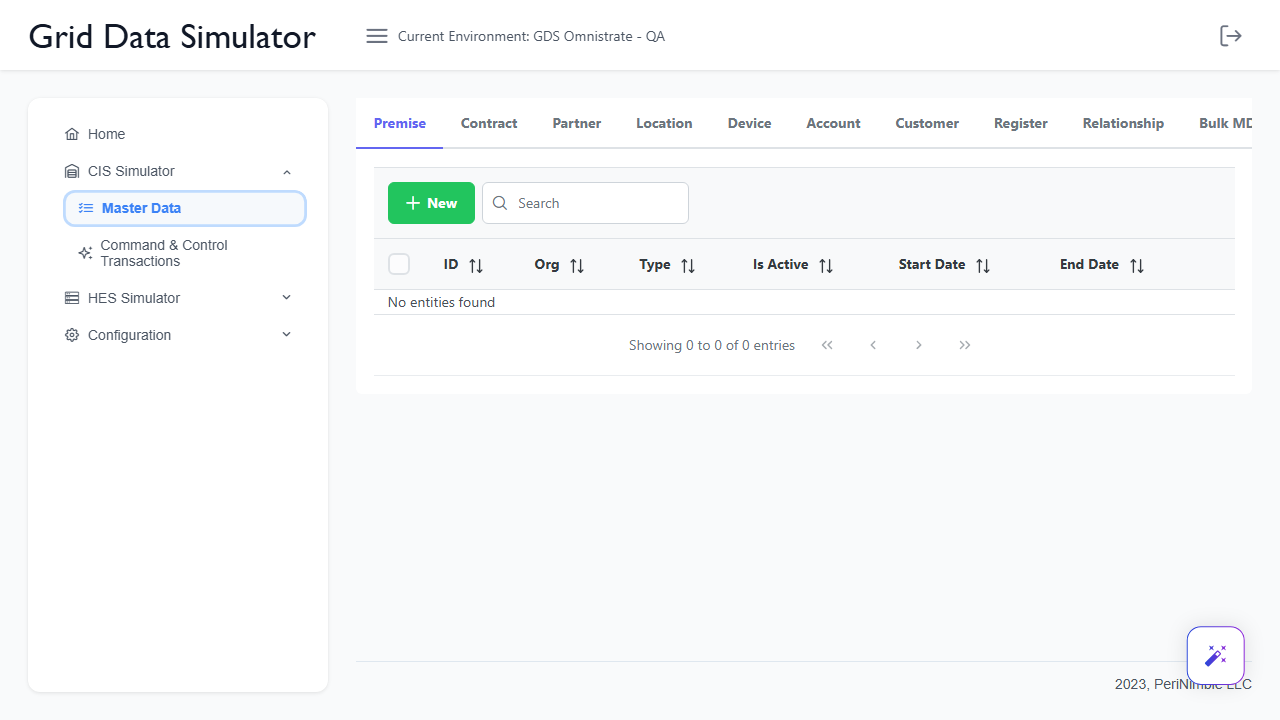 Grid Data Simulator
Current Environment: GDS Omnistrate - QA
Home
CIS Simulator
Master Data
Command & Control
Transactions
HES Simulator
Configuration
Premise Contract Partner Location Device Account Customer Register Relationship Bulk MD
New
Search
ID Org Type Is Active Start Date End Date
No entities found
Showing 0 to 0 of 0 entries
2023, PeriNimble LLC